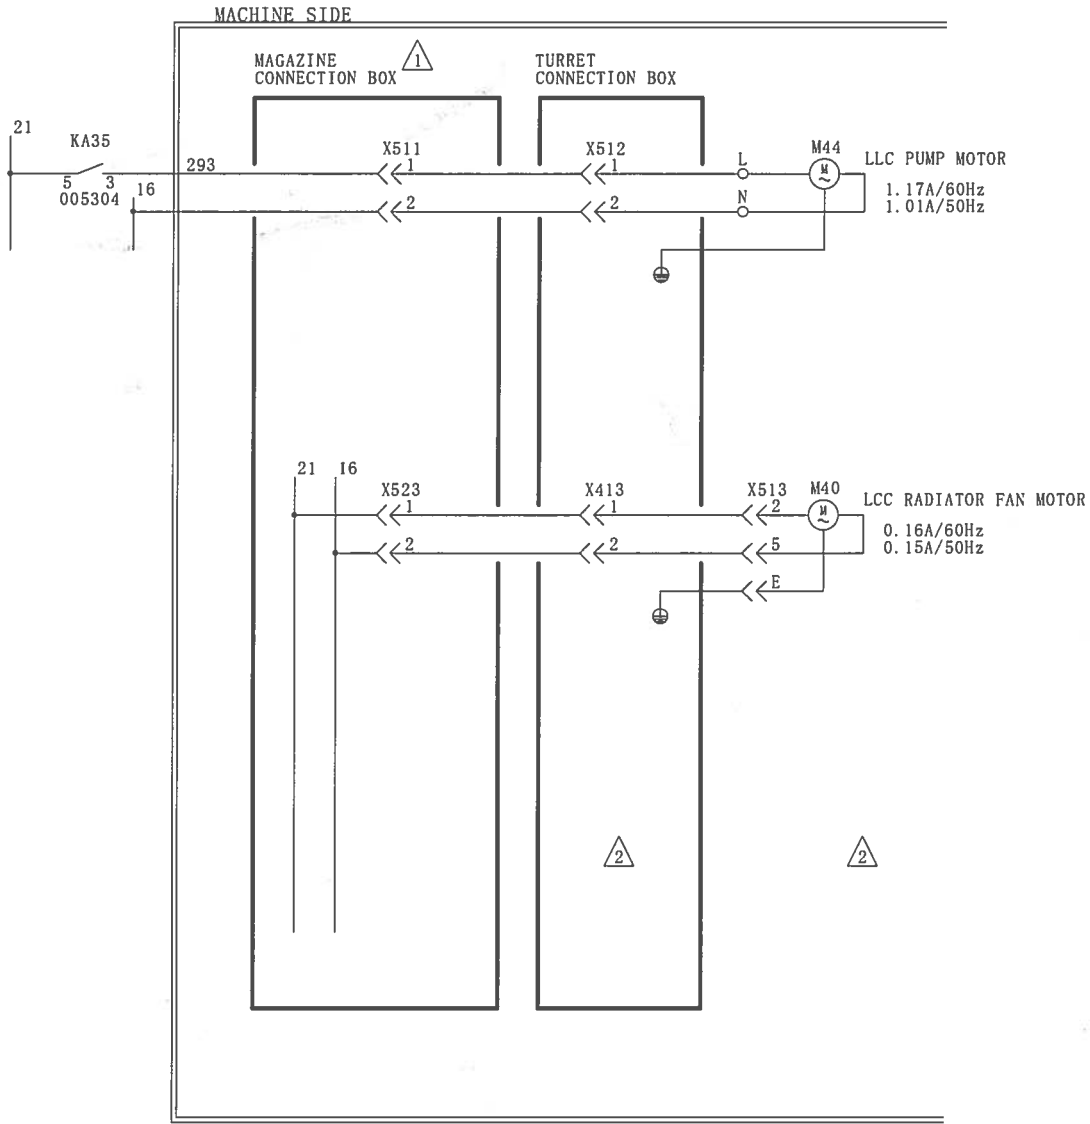 MACHINE SIDE
MAGAZINE
CONNECTION BOX
1
TURRET
CONNECTION BOX
21
KA35
5 3
005304
16
293
X511
1
2
X512
1
2
L
N
M44
M
~
LLC PUMP MOTOR
1.17A/60Hz
1.01A/50Hz
21
16
X523
1
2
X413
1
2
X513
2
5
E
M40
M
~
LCC RADIATOR FAN MOTOR
0.16A/60Hz
0.15A/50Hz
2
2